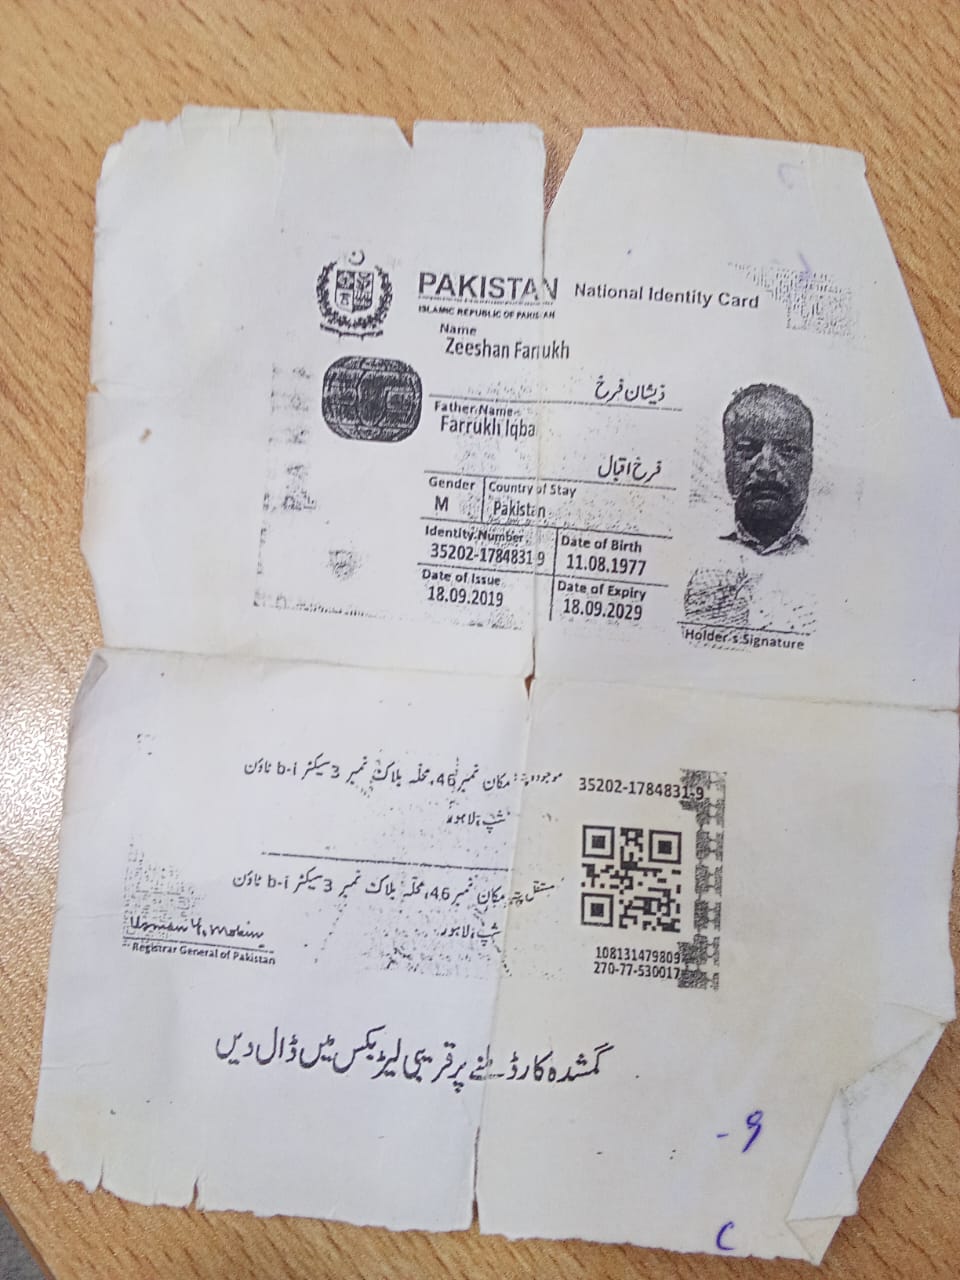 PAKISTAN National Identity Card
ISLAMIC REPUBLIC OF PAKISTAN
Name
Zeeshan Farrukh
ذیشان فرخ
Father Name
Farrukh Iqba
فرخ اقبال
Gender Country of Stay
M Pakistan
Identity Number Date of Birth
35202-1784831 9 11.08.1977
Date of Issue Date of Expiry
18.09.2019 18.09.2029
Holder's Signature
موجودہ پتہ: مکان نمبر 46، محلہ بلاک نمبر 3 سیکٹر b-i ٹاؤن
شپ، لاہور
35202-1784831-9
مستقل پتہ: مکان نمبر 46، محلہ بلاک نمبر 3 سیکٹر b-i ٹاؤن
شپ، لاہور
Usman Y. Mobin
Registrar General of Pakistan
108131479809
270-77-530017
گمشدہ کارڈ ملنے پر قریبی لیٹر بکس میں ڈال دیں
-9